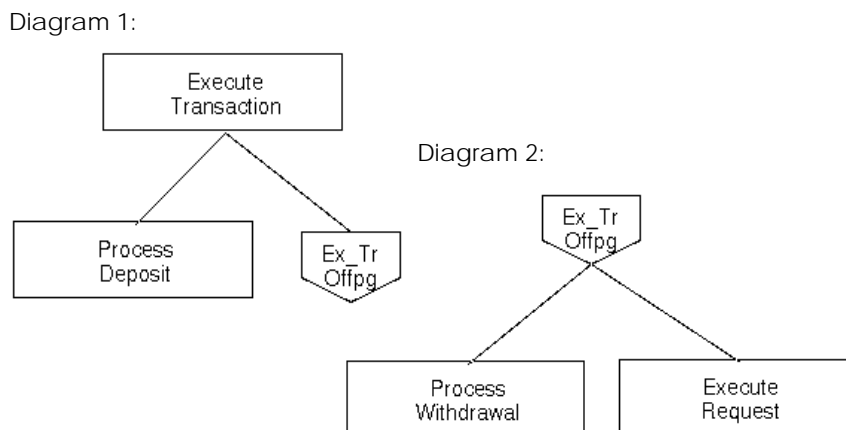 Diagram 1:
Execute
Transaction
Process
Deposit
Ex_Tr
Offpg
Diagram 2:
Ex_Tr
Offpg
Process
Withdrawal
Execute
Request